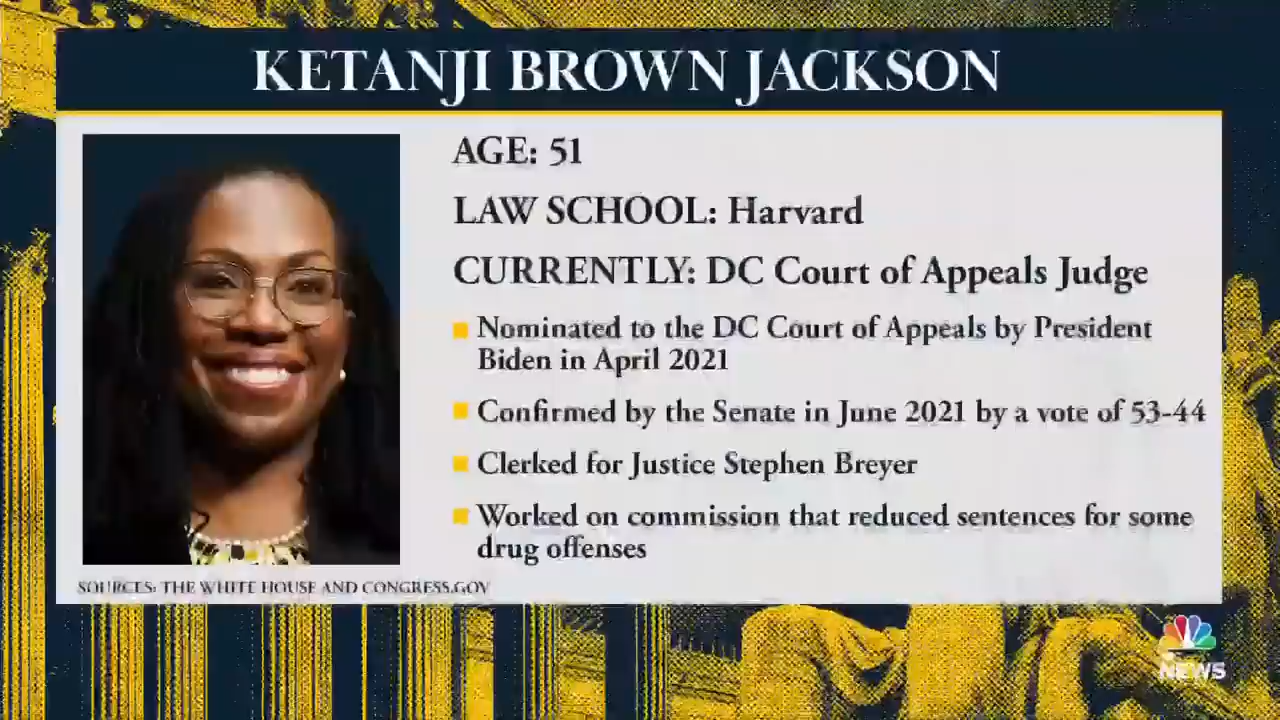 KETANJI BROWN JACKSON
AGE: 51
LAW SCHOOL: Harvard
CURRENTLY: DC Court of Appeals Judge
Nominated to the DC Court of Appeals by President
Biden in April 2021
Confirmed by the Senate in June 2021 by a vote of 53-44
Clerked for Justice Stephen Breyer
Worked on commission that reduced sentences for some
drug offenses
SOURCES: THE WHITE HOUSE AND CONGRESS.GOV
NEWS